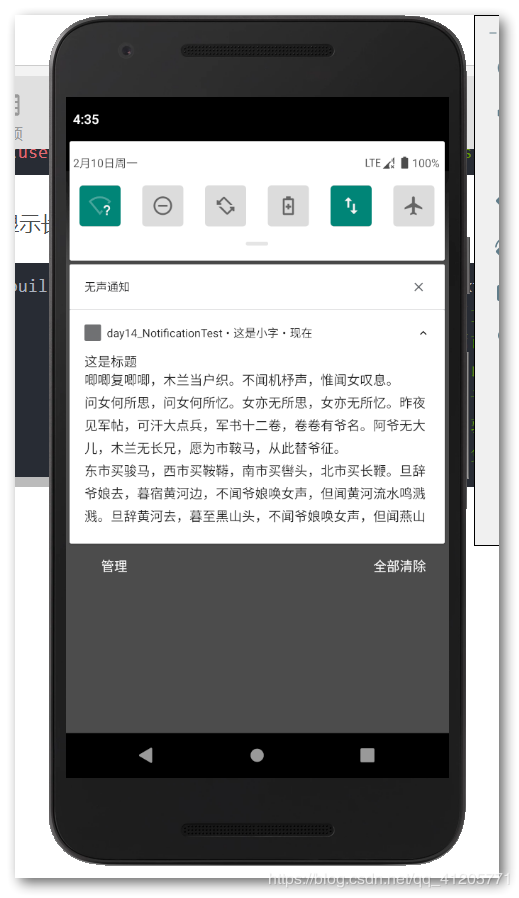 4:35
2月10日周一
LTE 100%
无声通知
day14_NotificationTest • 这是小字 • 现在
这是标题
唧唧复唧唧，木兰当户织。不闻机杼声，惟闻女叹息。
问女何所思，问女何所忆。女亦无所思，女亦无所忆。昨夜
见军帖，可汗大点兵，军书十二卷，卷卷有爷名。阿爷无大
儿，木兰无长兄，愿为市鞍马，从此替爷征。
东市买骏马，西市买鞍鞯，南市买辔头，北市买长鞭。旦辞
爷娘去，暮宿黄河边，不闻爷娘唤女声，但闻黄河流水鸣溅
溅。旦辞黄河去，暮至黑山头，不闻爷娘唤女声，但闻燕山
管理
全部清除
https://blog.csdn.net/qq_41205771